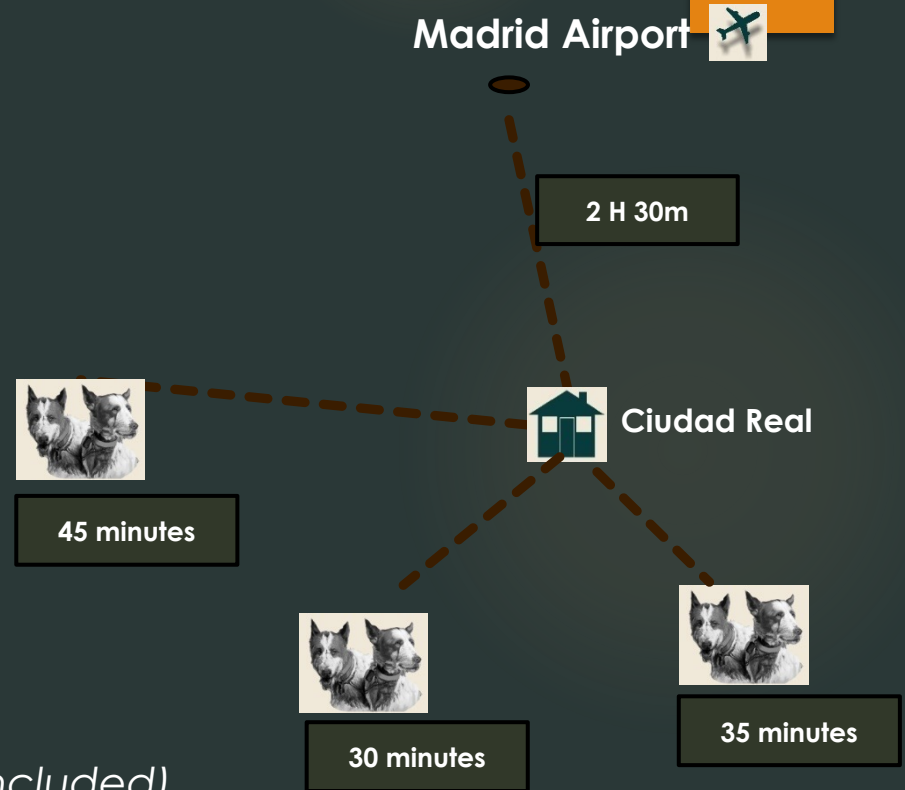 Madrid Airport
2 H 30m
Ciudad Real
45 minutes
35 minutes
30 minutes